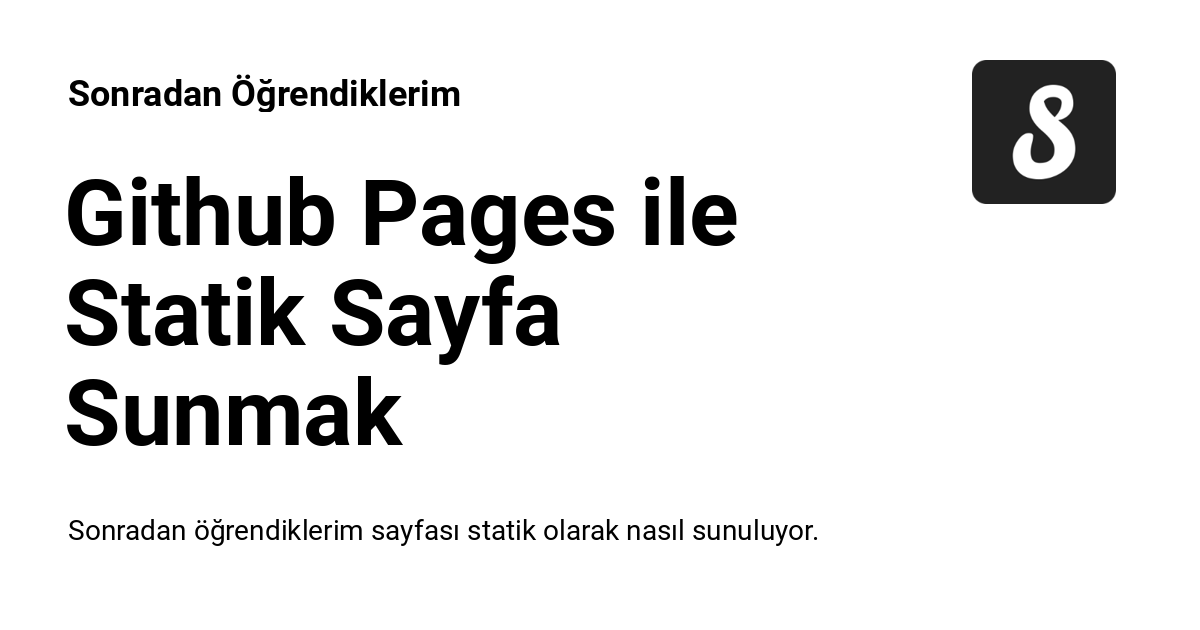 Sonradan Öğrendiklerim
S
Github Pages ile
Statik Sayfa
Sunmak
Sonradan öğrendiklerim sayfası statik olarak nasıl sunuluyor.